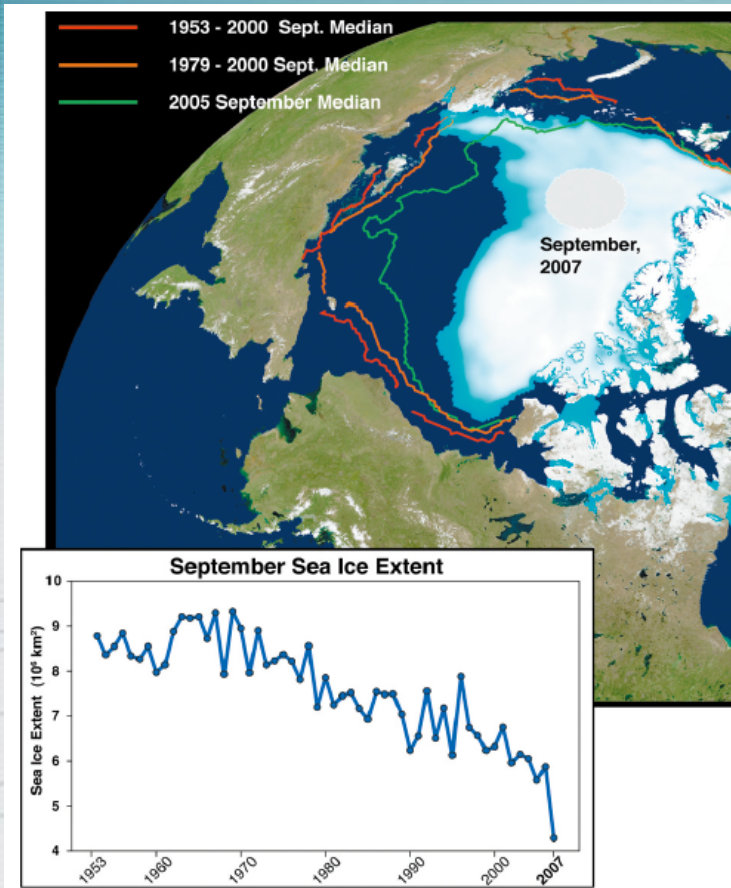 1953 - 2000 Sept. Median
1979 - 2000 Sept. Median
2005 September Median
September,
2007
September Sea Ice Extent
Sea Ice Extent (10⁶ km²)
10
9
8
7
6
5
4
1953
1960
1970
1980
1990
2000
2007